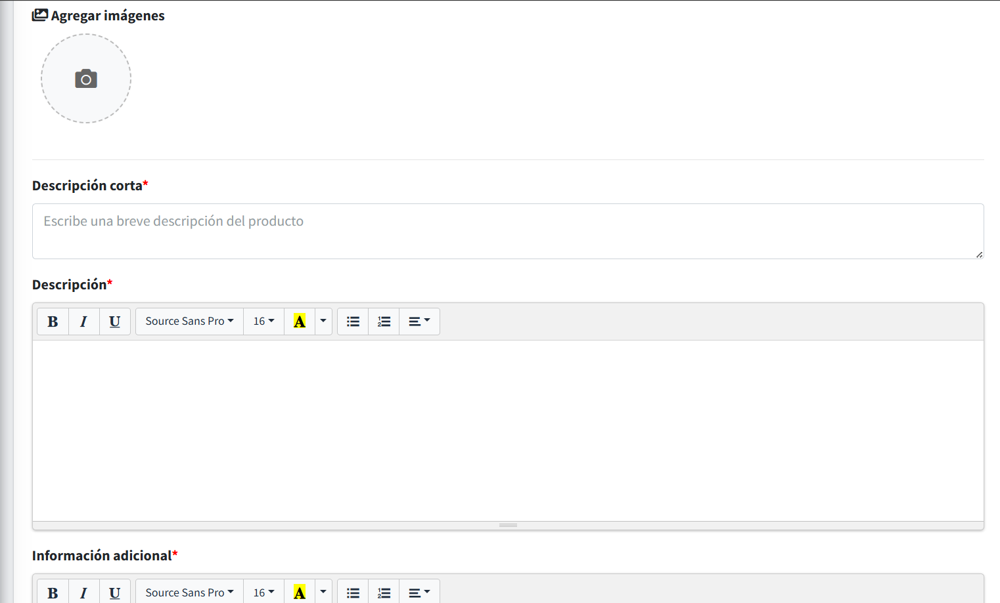 Agregar imágenes
Descripción corta*
Escribe una breve descripción del producto
Descripción*
B I U Source Sans Pro 16 A
Información adicional*
B I U Source Sans Pro 16 A